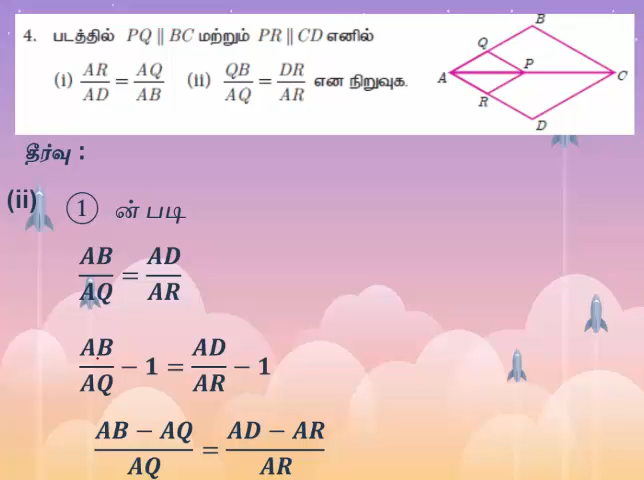 4. படத்தில் PQ || BC மற்றும் PR || CD எனில்
(i) AR/AD = AQ/AB (ii) QB/AQ = DR/AR என நிறுவுக.
B
Q
P
A
C
R
D
தீர்வு :
(ii) ① ன் படி
AB/AQ = AD/AR
AB/AQ − 1 = AD/AR − 1
AB − AQ/AQ = AD − AR/AR